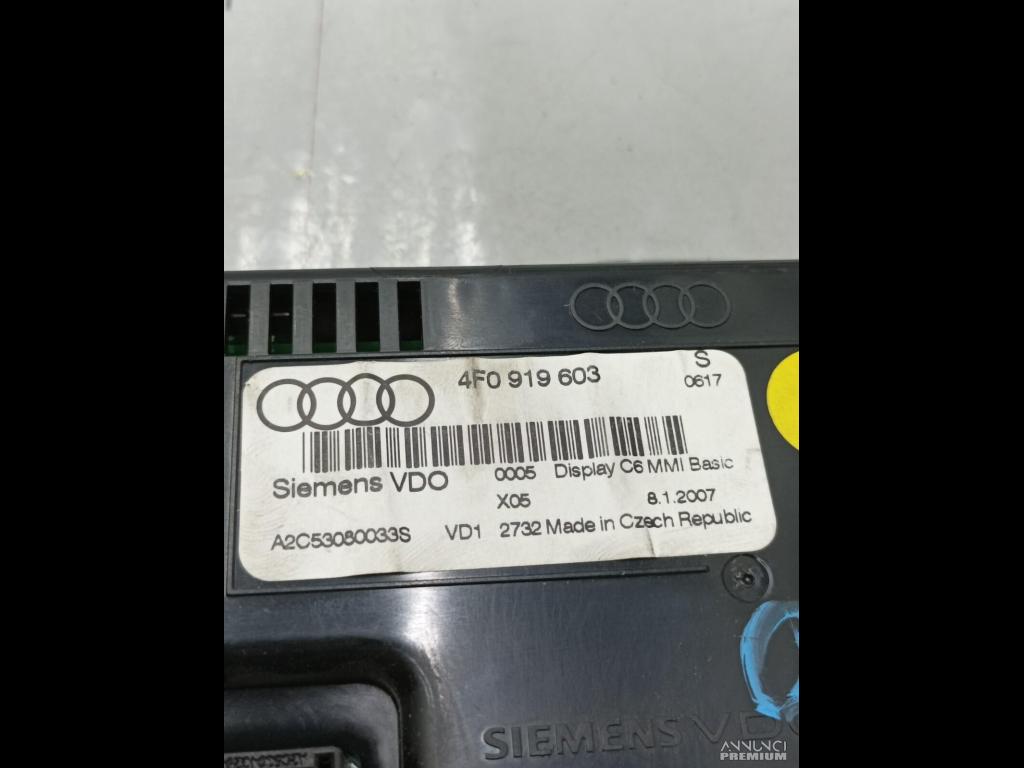 4F0 919 603
S
0617
Siemens VDO
0005 Display C6 MMI Basic
X05 8.1.2007
A2C53080033S VD1 2732 Made in Czech Republic
SIEMENS VDO
ANNUNCI
PREMIUM